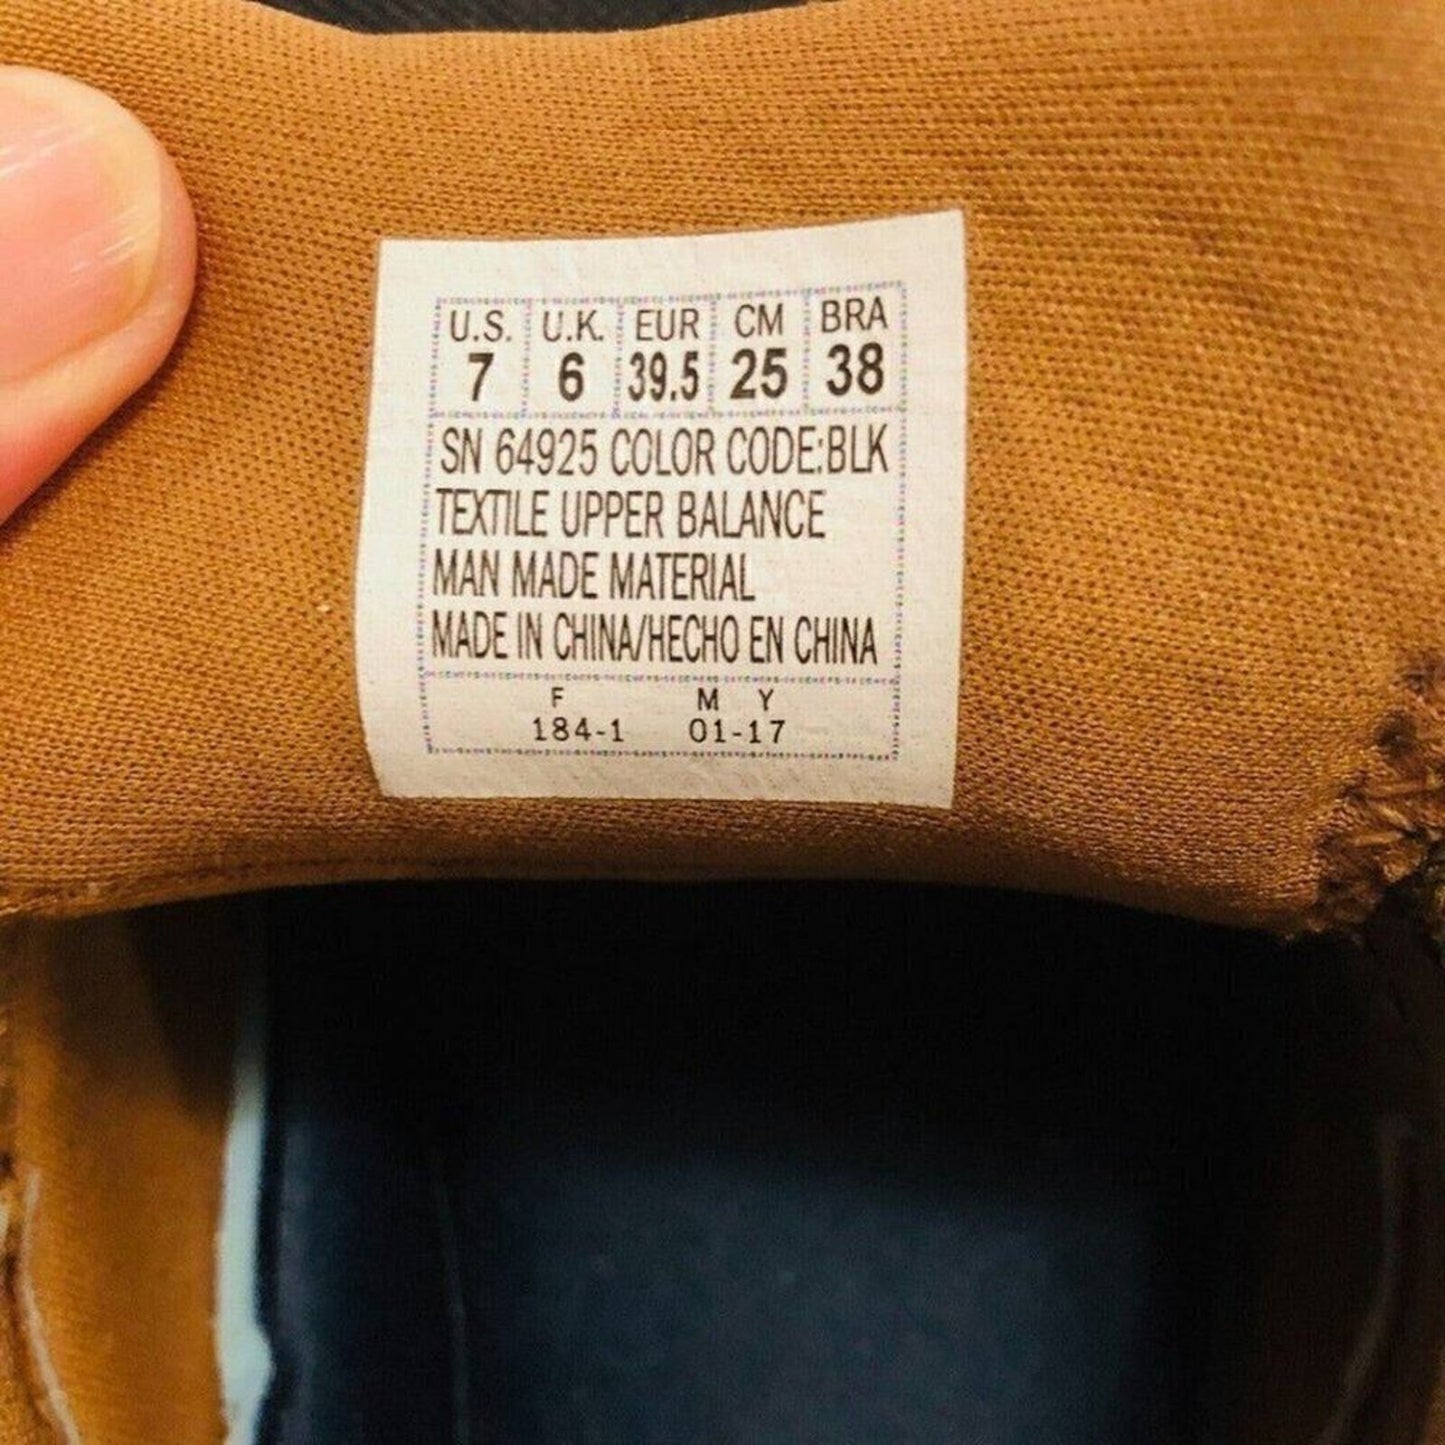 U.S. U.K. EUR CM BRA
7 6 39.5 25 38
SN 64925 COLOR CODE:BLK
TEXTILE UPPER BALANCE
MAN MADE MATERIAL
MADE IN CHINA/HECHO EN CHINA
F M Y
184-1 01-17